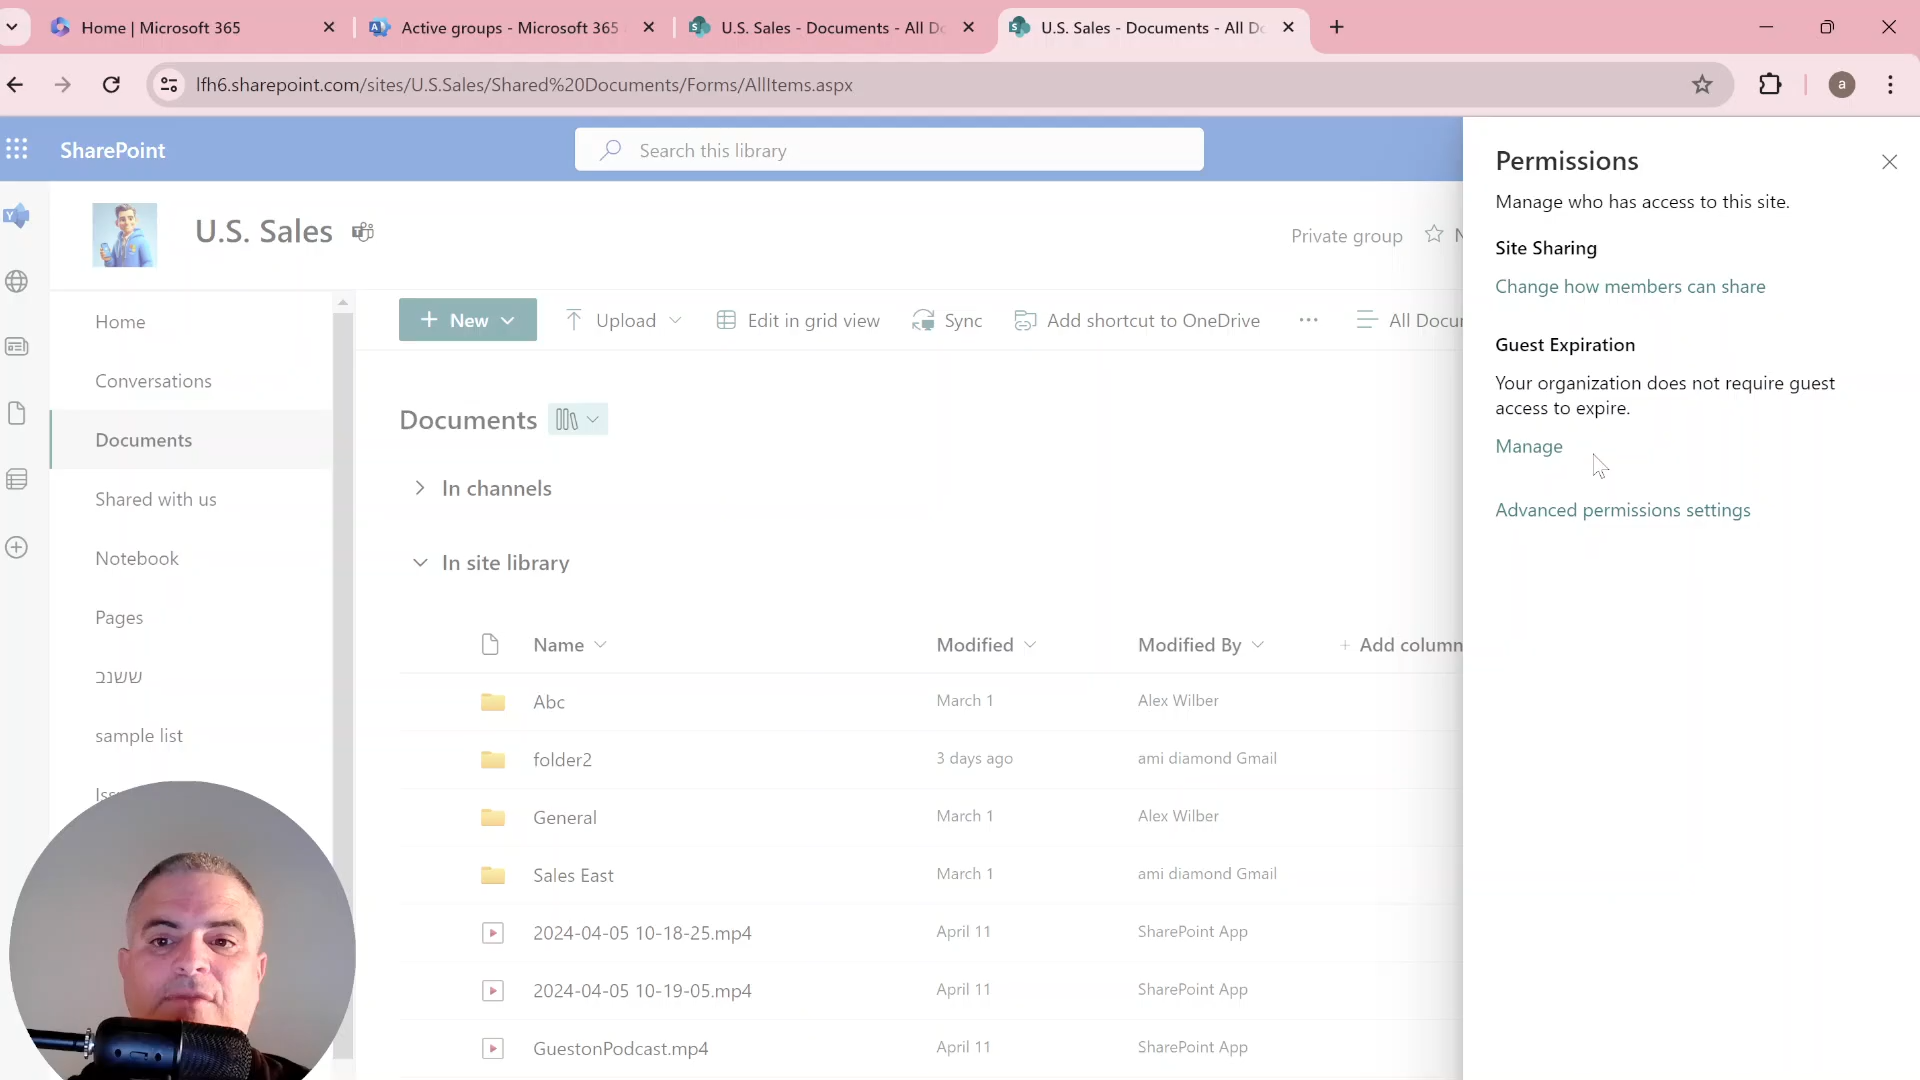 Home | Microsoft 365
Active groups - Microsoft 365
U.S. Sales - Documents - All Do
U.S. Sales - Documents - All Do
lfh6.sharepoint.com/sites/U.S.Sales/Shared%20Documents/Forms/AllItems.aspx
a
SharePoint
Search this library
U.S. Sales
Private group
Home
Conversations
Documents
Shared with us
Notebook
Pages
ששנב
sample list
New
Upload
Edit in grid view
Sync
Add shortcut to OneDrive
All Docu
Documents
In channels
In site library
Name
Modified
Modified By
+ Add column
Abc
March 1
Alex Wilber
folder2
3 days ago
ami diamond Gmail
General
March 1
Alex Wilber
Sales East
March 1
ami diamond Gmail
2024-04-05 10-18-25.mp4
April 11
SharePoint App
2024-04-05 10-19-05.mp4
April 11
SharePoint App
GuestonPodcast.mp4
April 11
SharePoint App
Permissions
Manage who has access to this site.
Site Sharing
Change how members can share
Guest Expiration
Your organization does not require guest
access to expire.
Manage
Advanced permissions settings